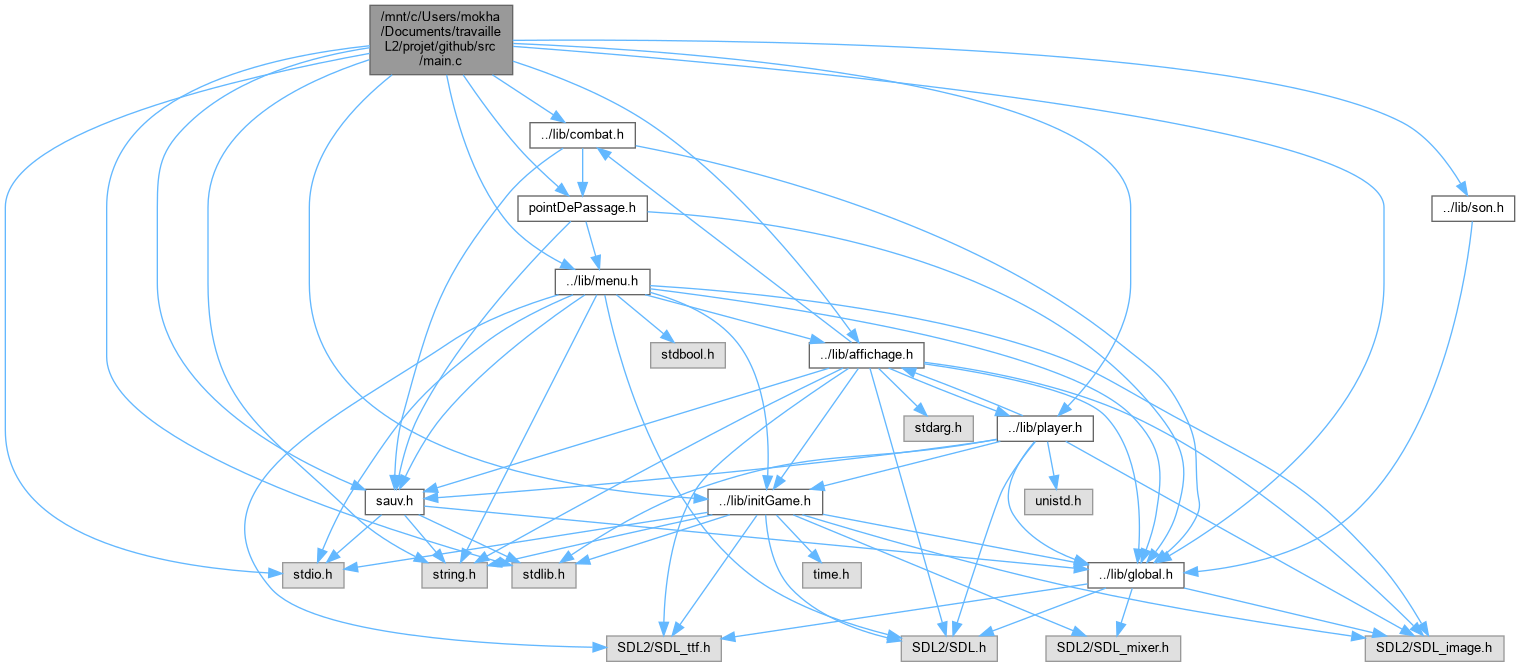 /mnt/c/Users/mokha
/Documents/travaille
L2/projet/github/src
/main.c
../lib/combat.h
pointDePassage.h
../lib/son.h
../lib/menu.h
stdbool.h
../lib/affichage.h
stdarg.h
../lib/player.h
sauv.h
../lib/initGame.h
unistd.h
stdio.h
string.h
stdlib.h
time.h
../lib/global.h
SDL2/SDL_ttf.h
SDL2/SDL.h
SDL2/SDL_mixer.h
SDL2/SDL_image.h